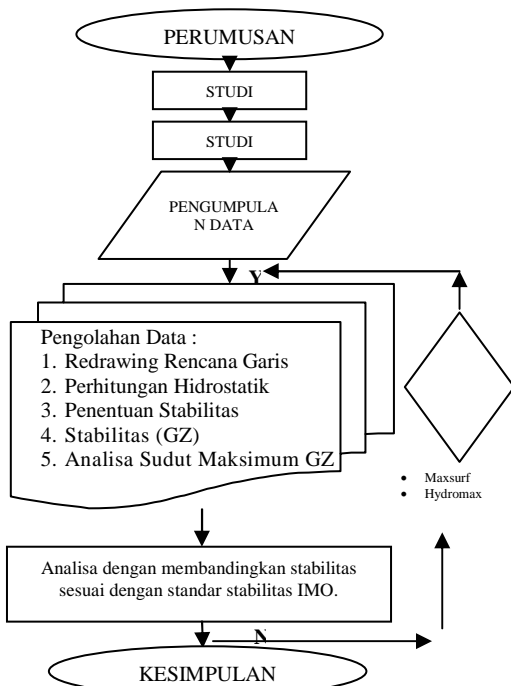 PERUMUSAN
STUDI
STUDI
PENGUMPULA
N DATA
Y
Pengolahan Data :
1. Redrawing Rencana Garis
2. Perhitungan Hidrostatik
3. Penentuan Stabilitas
4. Stabilitas (GZ)
5. Analisa Sudut Maksimum GZ
• Maxsurf
• Hydromax
Analisa dengan membandingkan stabilitas
sesuai dengan standar stabilitas IMO.
N
KESIMPULAN